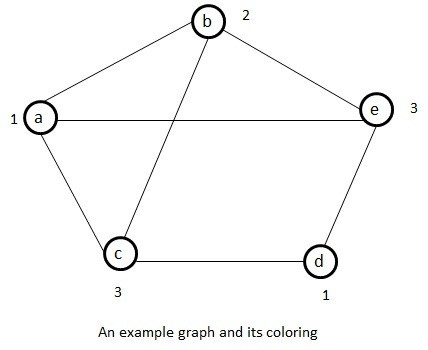 b 2
e 3
1 a
c
d
3
1
An example graph and its coloring